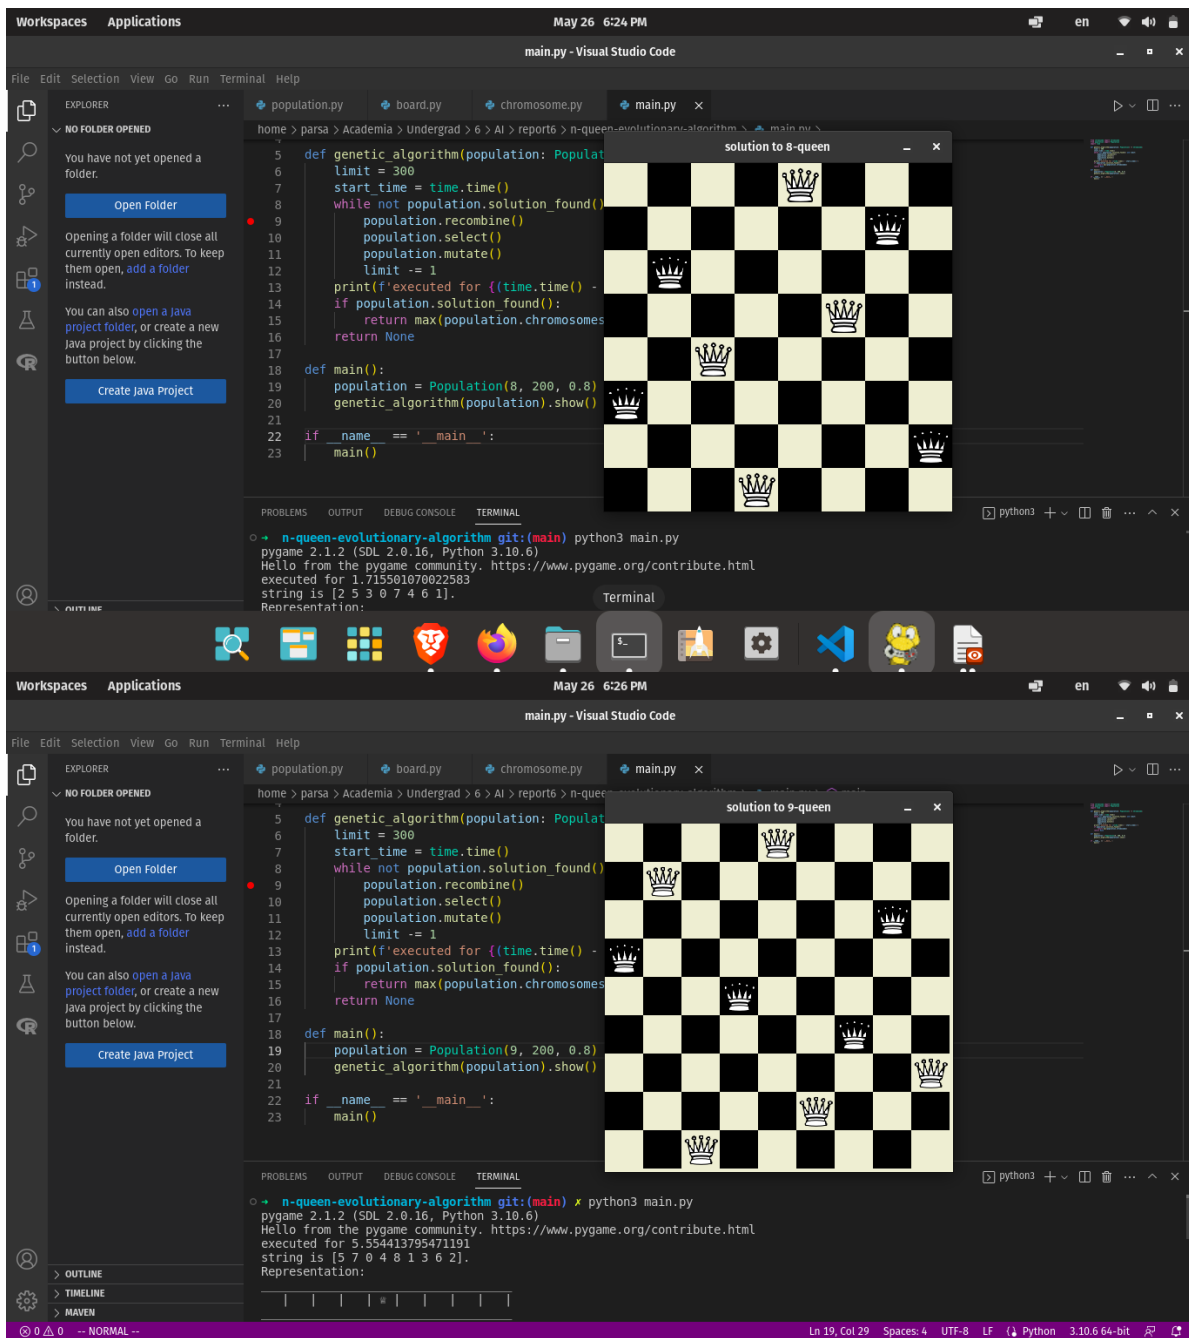 Workspaces Applications May 26 6:24 PM en
main.py - Visual Studio Code
File Edit Selection View Go Run Terminal Help
EXPLORER ··· population.py board.py chromosome.py main.py
NO FOLDER OPENED home > parsa > Academia > Undergrad > 6 > AI > report6 > n-queen-evolutionary-algorithm > main.py >
You have not yet opened a
folder.
Open Folder
Opening a folder will close all
currently open editors. To keep
them open, add a folder
instead.
You can also open a Java
project folder, or create a new
Java project by clicking the
button below.
Create Java Project
1
4
5 def genetic_algorithm(population: Populat
6 limit = 300
7 start_time = time.time()
8 while not population.solution_found()
9 population.recombine()
10 population.select()
11 population.mutate()
12 limit -= 1
13 print(f'executed for {(time.time() -
14 if population.solution_found():
15 return max(population.chromosomes
16 return None
17
18 def main():
19 population = Population(8, 200, 0.8)
20 genetic_algorithm(population).show()
21
22 if __name__ == '__main__':
23 main()
solution to 8-queen
PROBLEMS OUTPUT DEBUG CONSOLE TERMINAL python3
n-queen-evolutionary-algorithm git:(main) python3 main.py
pygame 2.1.2 (SDL 2.0.16, Python 3.10.6)
Hello from the pygame community. https://www.pygame.org/contribute.html
executed for 1.715501070022583
string is [2 5 3 0 7 4 6 1].
Representation:
OUTLINE
Terminal
Workspaces Applications May 26 6:26 PM en
main.py - Visual Studio Code
File Edit Selection View Go Run Terminal Help
EXPLORER ··· population.py board.py chromosome.py main.py
NO FOLDER OPENED home > parsa > Academia > Undergrad > 6 > AI > report6 > n-queen
You have not yet opened a
folder.
Open Folder
Opening a folder will close all
currently open editors. To keep
them open, add a folder
instead.
You can also open a Java
project folder, or create a new
Java project by clicking the
button below.
Create Java Project
1
4
5 def genetic_algorithm(population: Populat
6 limit = 300
7 start_time = time.time()
8 while not population.solution_found()
9 population.recombine()
10 population.select()
11 population.mutate()
12 limit -= 1
13 print(f'executed for {(time.time() -
14 if population.solution_found():
15 return max(population.chromosomes
16 return None
17
18 def main():
19 population = Population(9, 200, 0.8)
20 genetic_algorithm(population).show()
21
22 if __name__ == '__main__':
23 main()
solution to 9-queen
PROBLEMS OUTPUT DEBUG CONSOLE TERMINAL python3
n-queen-evolutionary-algorithm git:(main) ✗ python3 main.py
pygame 2.1.2 (SDL 2.0.16, Python 3.10.6)
Hello from the pygame community. https://www.pygame.org/contribute.html
executed for 5.554413795471191
string is [5 7 0 4 8 1 3 6 2].
Representation:
| | | | ♕ | | | | |
OUTLINE
TIMELINE
MAVEN
0 0 -- NORMAL -- Ln 19, Col 29 Spaces: 4 UTF-8 LF Python 3.10.6 64-bit